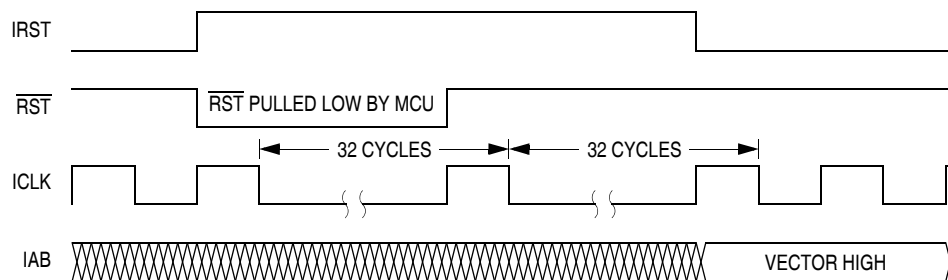 IRST
RST
RST PULLED LOW BY MCU
32 CYCLES
32 CYCLES
ICLK
IAB
VECTOR HIGH